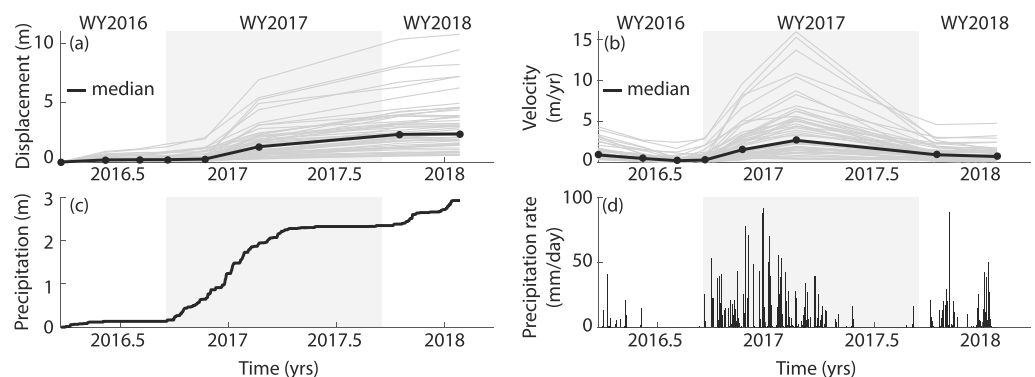 WY2016 WY2017 WY2018
(a)
Displacement (m)
10
5
0
median
2016.5 2017 2017.5 2018
WY2016 WY2017 WY2018
(b)
Velocity
(m/yr)
15
10
5
0
median
2016.5 2017 2017.5 2018
(c)
Precipitation (m)
3
2
1
0
2016.5 2017 2017.5 2018
Time (yrs)
(d)
Precipitation rate
(mm/day)
100
50
0
2016.5 2017 2017.5 2018
Time (yrs)